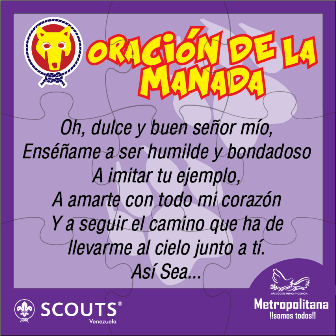 ORACIÓN DE LA
MANADA
Oh, dulce y buen señor mío,
Enséñame a ser humilde y bondadoso
A imitar tu ejemplo,
A amarte con todo mi corazón
Y a seguir el camino que ha de
llevarme al cielo junto a tí.
Así Sea...
SCOUTS®
Venezuela
Metropolitana
!!somos todos!!